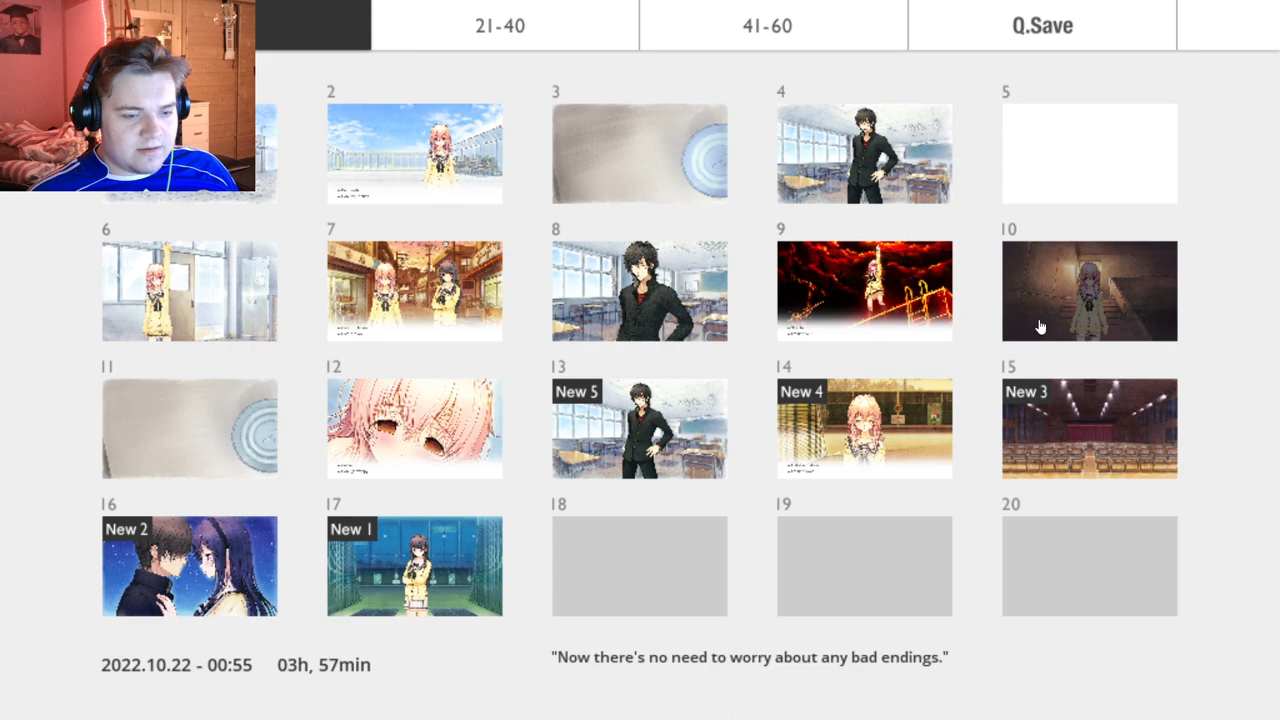 21-40
41-60
Q.Save
2
3
4
5
6
7
8
9
10
11
12
13
14
15
New 5
New 4
New 3
16
17
18
19
20
New 2
New 1
2022.10.22 - 00:55 03h, 57min
"Now there's no need to worry about any bad endings."